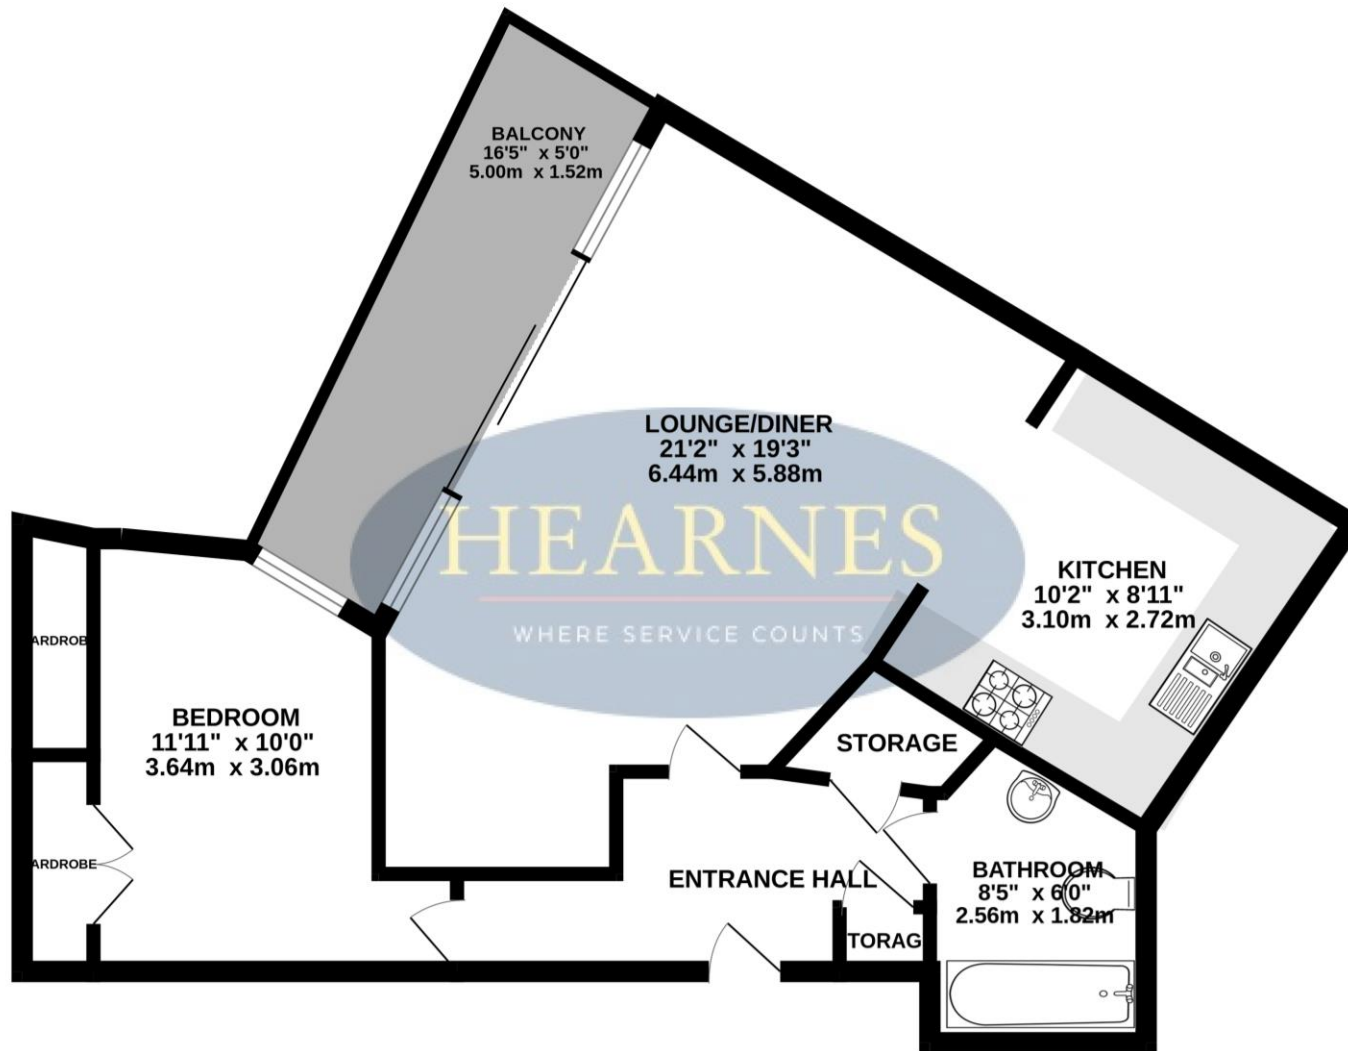 BALCONY
16'5" x 5'0"
5.00m x 1.52m
LOUNGE/DINER
21'2" x 19'3"
6.44m x 5.88m
HEARNES
WHERE SERVICE COUNTS
KITCHEN
10'2" x 8'11"
3.10m x 2.72m
ARDROB
BEDROOM
11'11" x 10'0"
3.64m x 3.06m
STORAGE
ARDROBE
ENTRANCE HALL
BATHROOM
8'5" x 6'0"
2.56m x 1.82m
TORAG